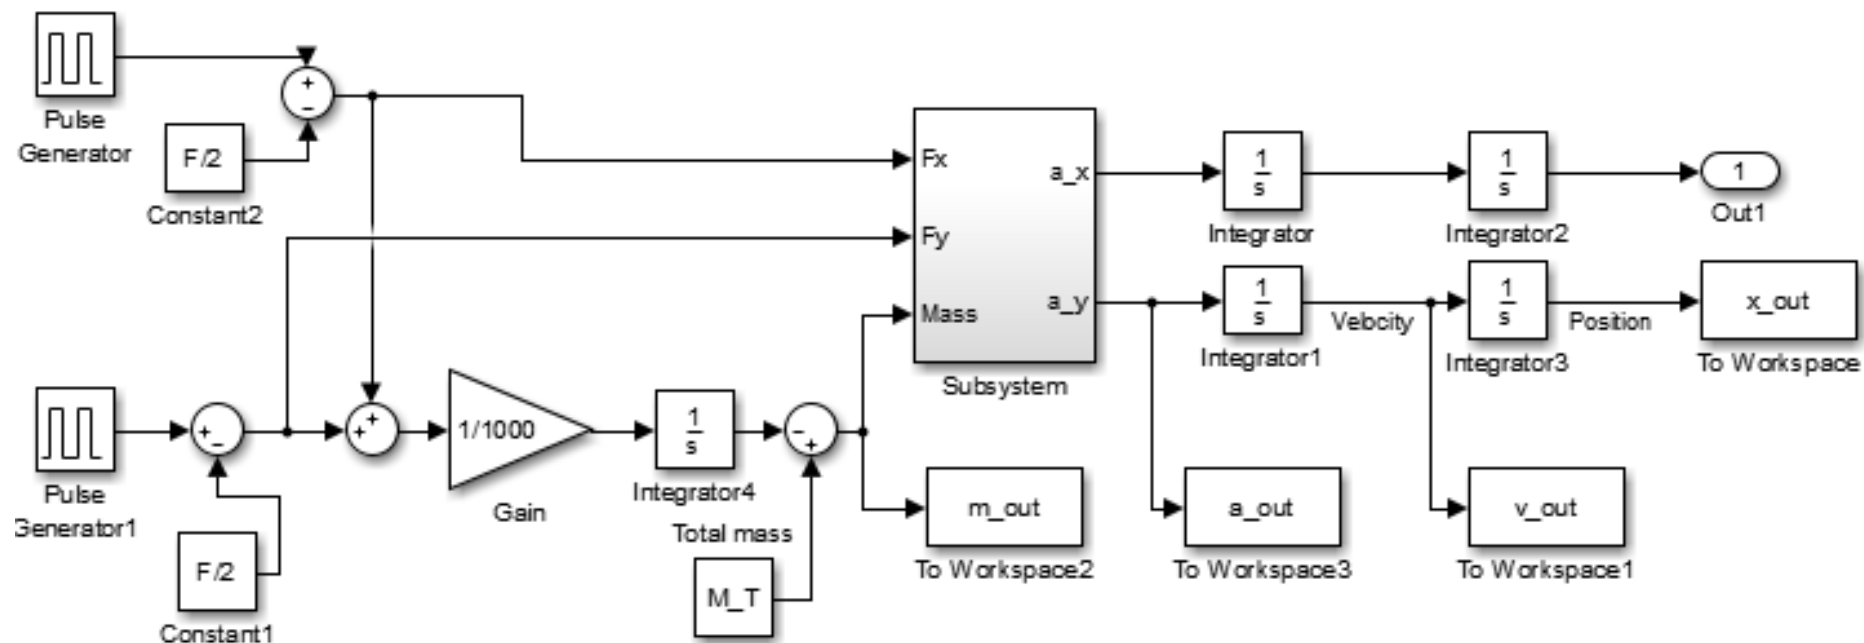 +
−
Pulse
Generator
F/2
Constant2
Fx
Fy
Mass
a_x
a_y
Subsystem
1
s
Integrator
1
s
Integrator2
1
Out1
1
s
Integrator1
Velocity
1
s
Integrator3
Position
x_out
To Workspace
Pulse
Generator1
+
−
F/2
Constant1
+
+
1/1000
Gain
1
s
Integrator4
−
+
Total mass
M_T
m_out
To Workspace2
a_out
To Workspace3
v_out
To Workspace1